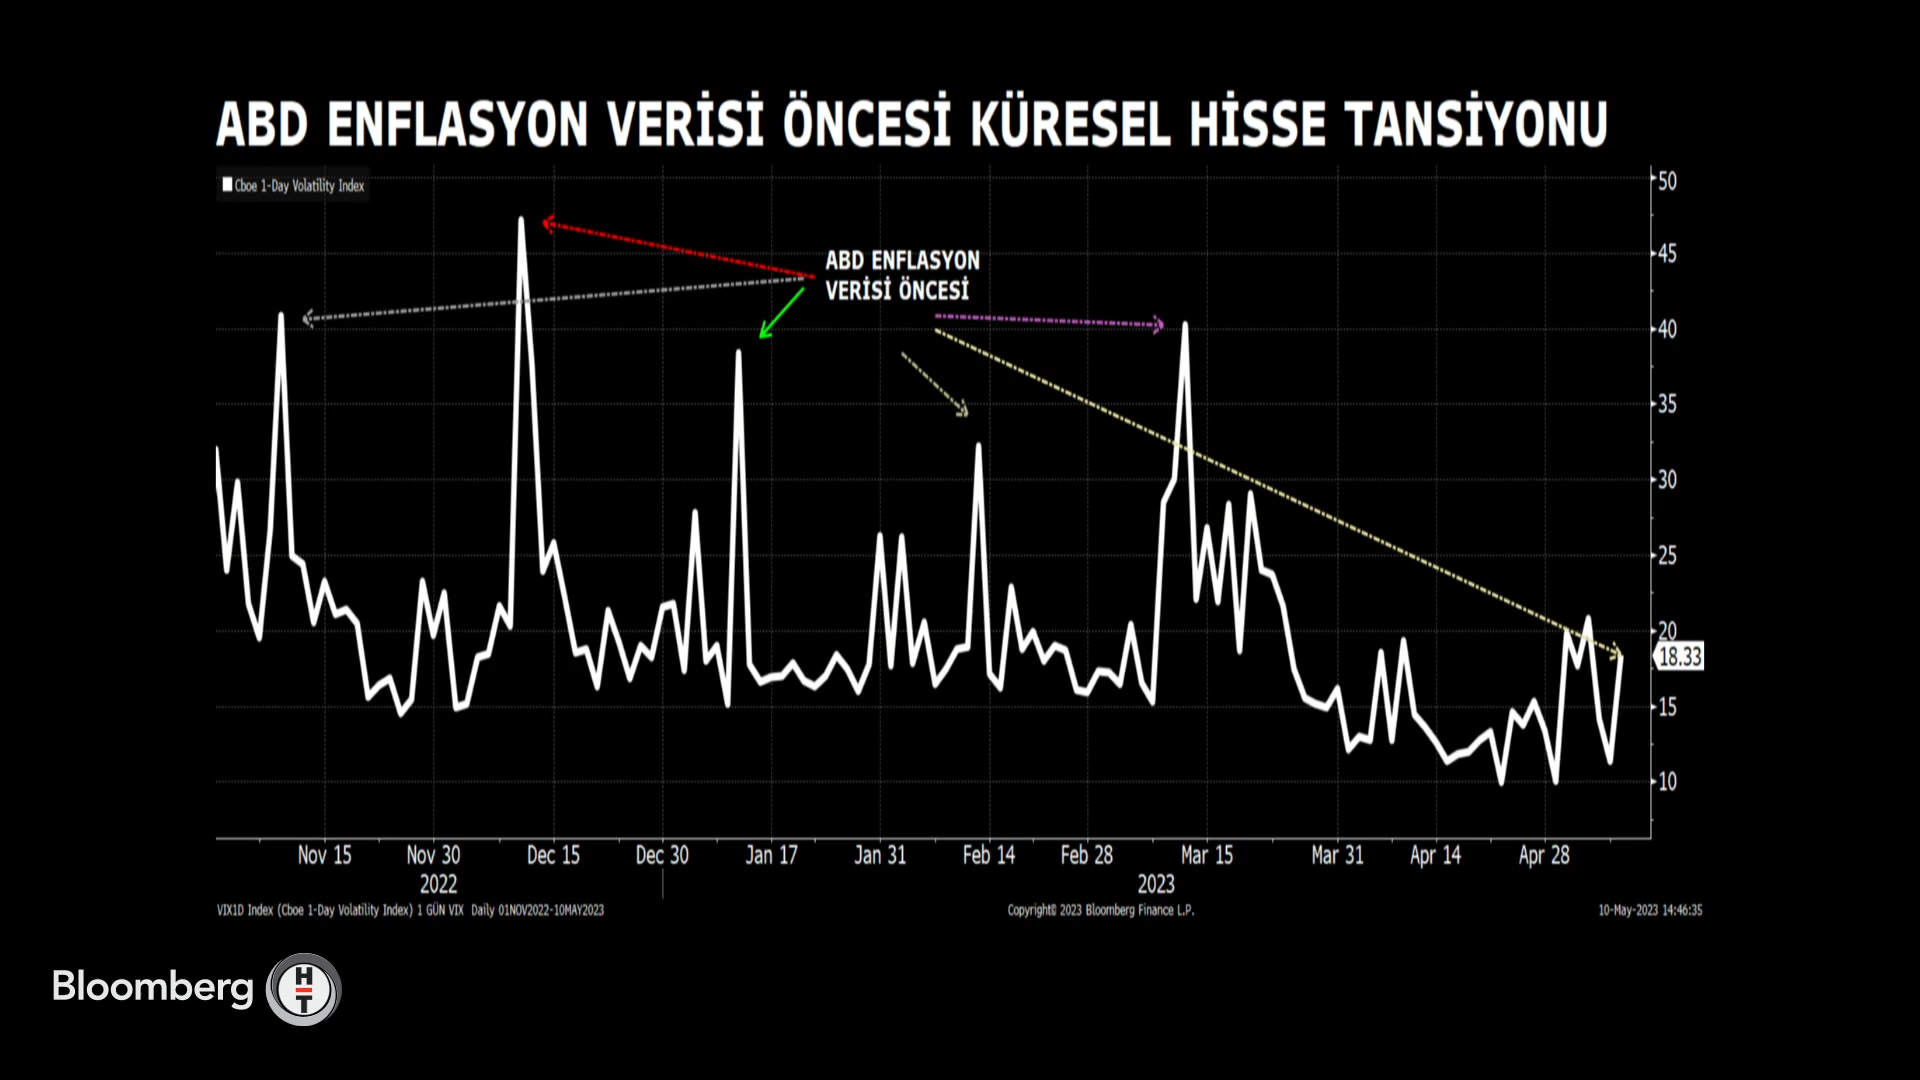 ABD ENFLASYON VERİSİ ÖNCESİ KÜRESEL HİSSE TANSİYONU
Cboe 1-Day Volatility Index
ABD ENFLASYON
VERİSİ ÖNCESİ
50
45
40
35
30
25
20
18.33
15
10
Nov 15 Nov 30 Dec 15 Dec 30 Jan 17 Jan 31 Feb 14 Feb 28 Mar 15 Mar 31 Apr 14 Apr 28
2022 2023
VIX1D Index (Cboe 1-Day Volatility Index) 1 GÜN VIX Daily 01NOV2022-10MAY2023 Copyright© 2023 Bloomberg Finance L.P. 10-May-2023 14:46:35
Bloomberg HT